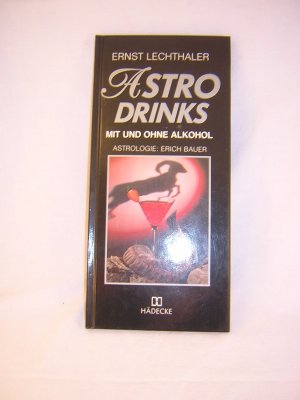 ERNST LECHTHALER
ASTRO
DRINKS
MIT UND OHNE ALKOHOL
ASTROLOGIE: ERICH BAUER
HÄDECKE